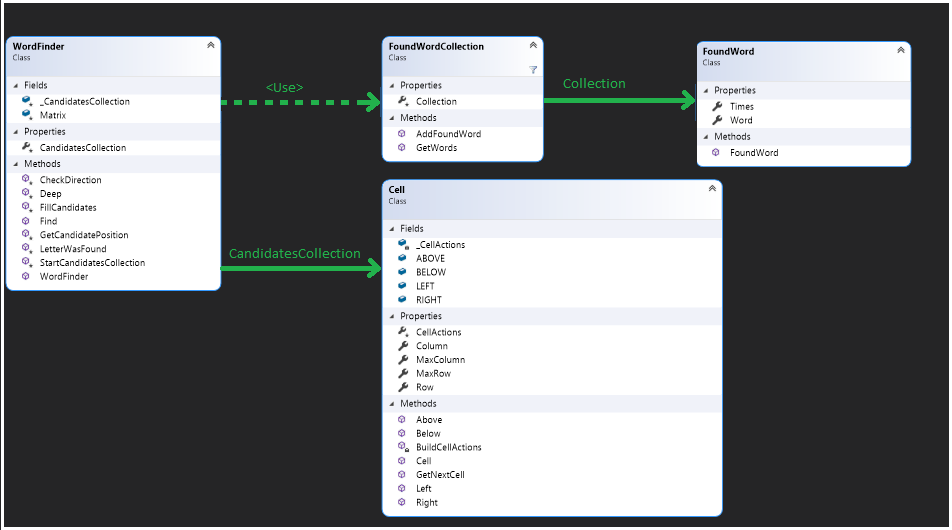 WordFinder
Class
Fields
_CandidatesCollection
Matrix
Properties
CandidatesCollection
Methods
CheckDirection
Deep
FillCandidates
Find
GetCandidatePosition
LetterWasFound
StartCandidatesCollection
WordFinder
<Use>
FoundWordCollection
Class
Properties
Collection
Methods
AddFoundWord
GetWords
Collection
FoundWord
Class
Properties
Times
Word
Methods
FoundWord
CandidatesCollection
Cell
Class
Fields
_CellActions
ABOVE
BELOW
LEFT
RIGHT
Properties
CellActions
Column
MaxColumn
MaxRow
Row
Methods
Above
Below
BuildCellActions
Cell
GetNextCell
Left
Right